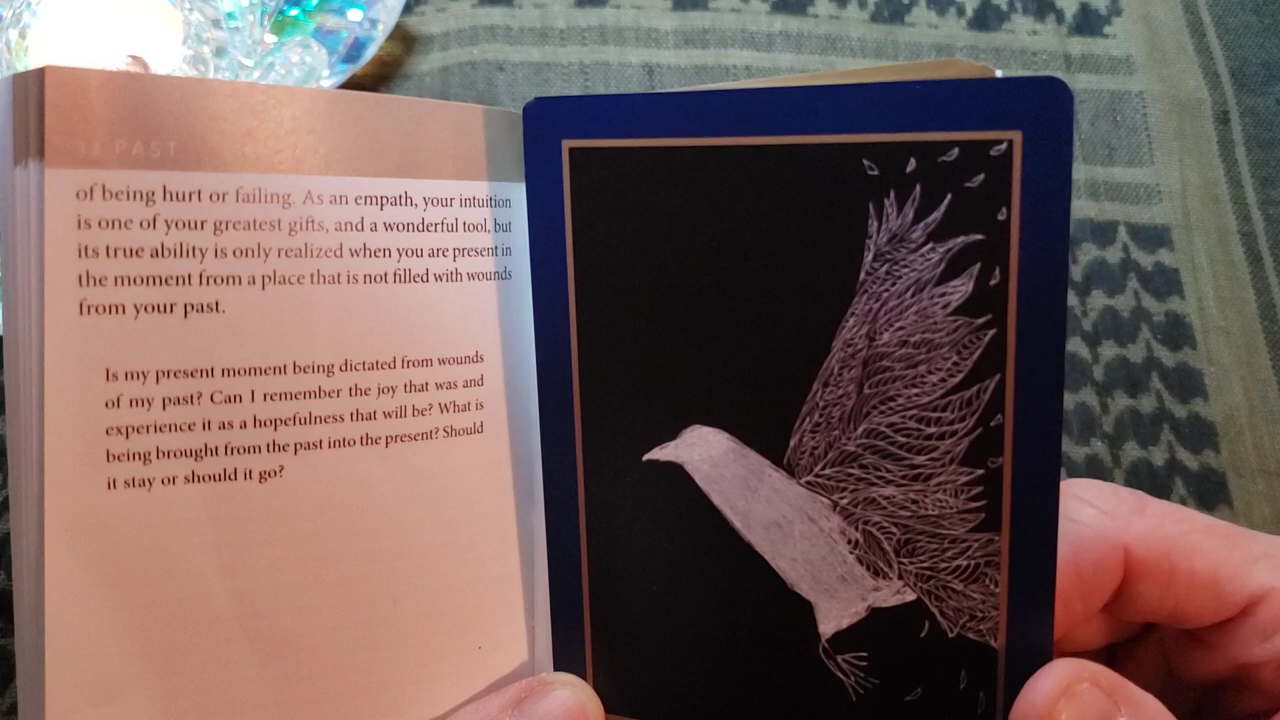 PAST
of being hurt or failing. As an empath, your intuition
is one of your greatest gifts, and a wonderful tool, but
its true ability is only realized when you are present in
the moment from a place that is not filled with wounds
from your past.
Is my present moment being dictated from wounds
of my past? Can I remember the joy that was and
experience it as a hopefulness that will be? What is
being brought from the past into the present? Should
it stay or should it go?